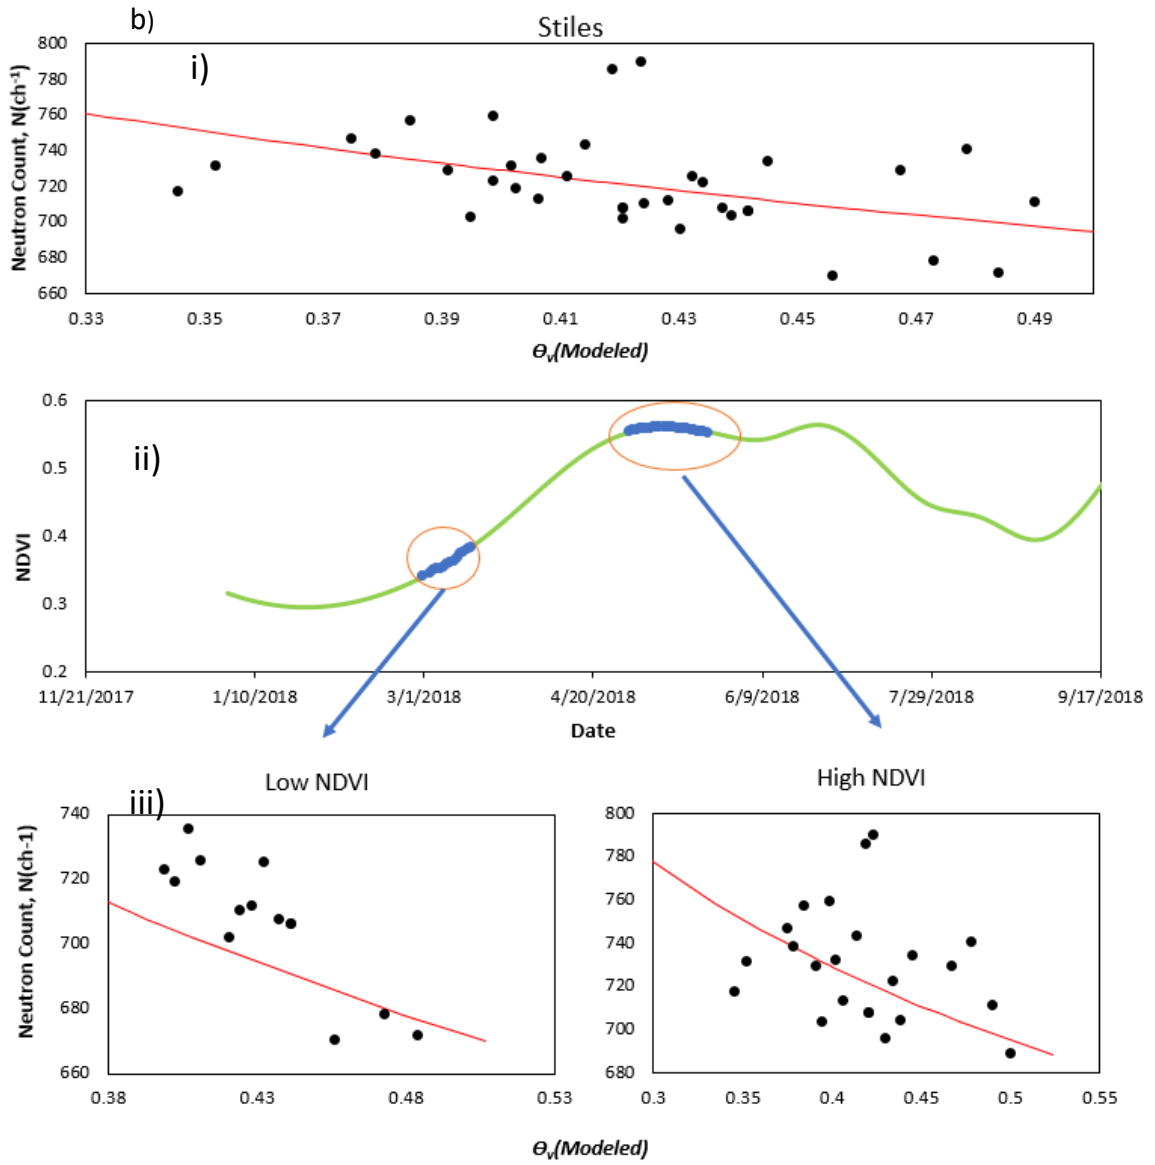 b)
Stiles
i)
800
780
760
740
720
700
680
660
Neutron Count, N(ch⁻¹)
0.33 0.35 0.37 0.39 0.41 0.43 0.45 0.47 0.49
ϴv(Modeled)
ii)
0.6
0.5
0.4
0.3
0.2
NDVI
11/21/2017 1/10/2018 3/1/2018 4/20/2018 6/9/2018 7/29/2018 9/17/2018
Date
Low NDVI
iii)
740
720
700
680
660
Neutron Count, N(ch-1)
0.38 0.43 0.48 0.53
High NDVI
800
780
760
740
720
700
680
0.3 0.35 0.4 0.45 0.5 0.55
ϴv(Modeled)